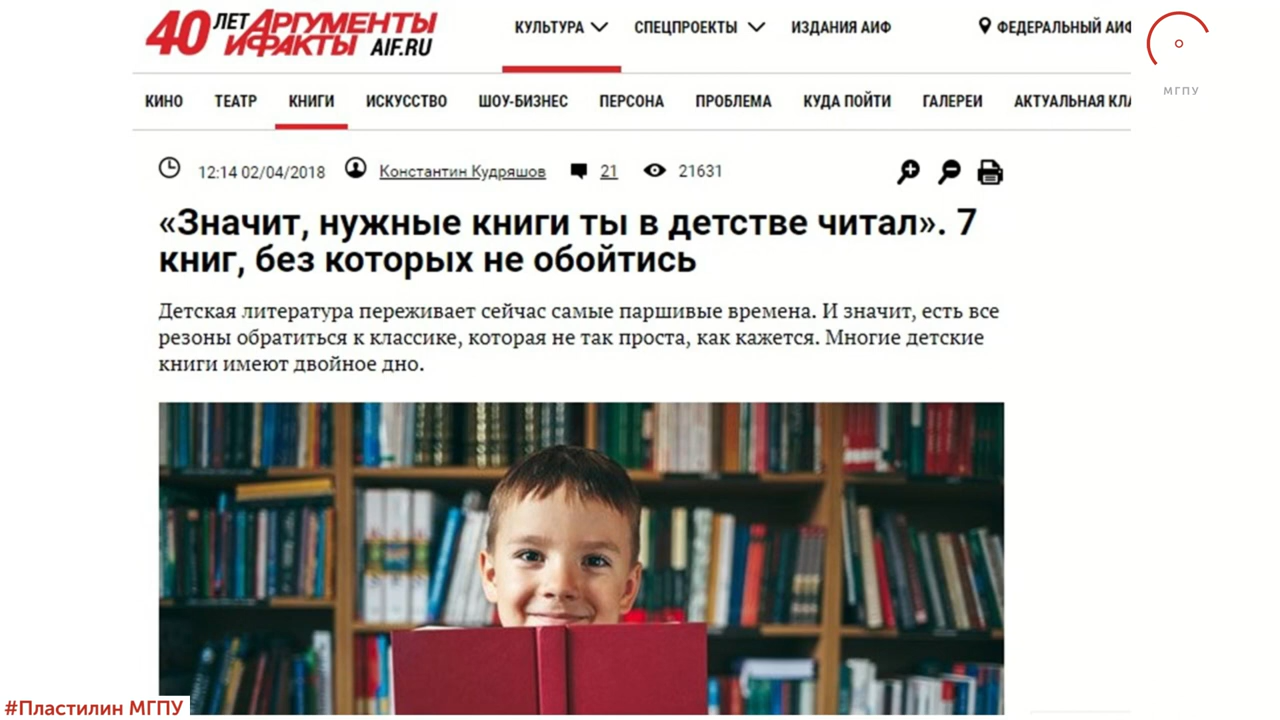 40 ЛЕТ АРГУМЕНТЫ И ФАКТЫ AIF.RU
КУЛЬТУРА СПЕЦПРОЕКТЫ ИЗДАНИЯ АИФ ФЕДЕРАЛЬНЫЙ АИФ
МГПУ
КИНО ТЕАТР КНИГИ ИСКУССТВО ШОУ-БИЗНЕС ПЕРСОНА ПРОБЛЕМА КУДА ПОЙТИ ГАЛЕРЕИ АКТУАЛЬНАЯ
12:14 02/04/2018 Константин Кудряшов 21 21631
«Значит, нужные книги ты в детстве читал». 7
книг, без которых не обойтись
Детская литература переживает сейчас самые паршивые времена. И значит, есть все
резоны обратиться к классике, которая не так проста, как кажется. Многие детские
книги имеют двойное дно.
#Пластилин МГПУ